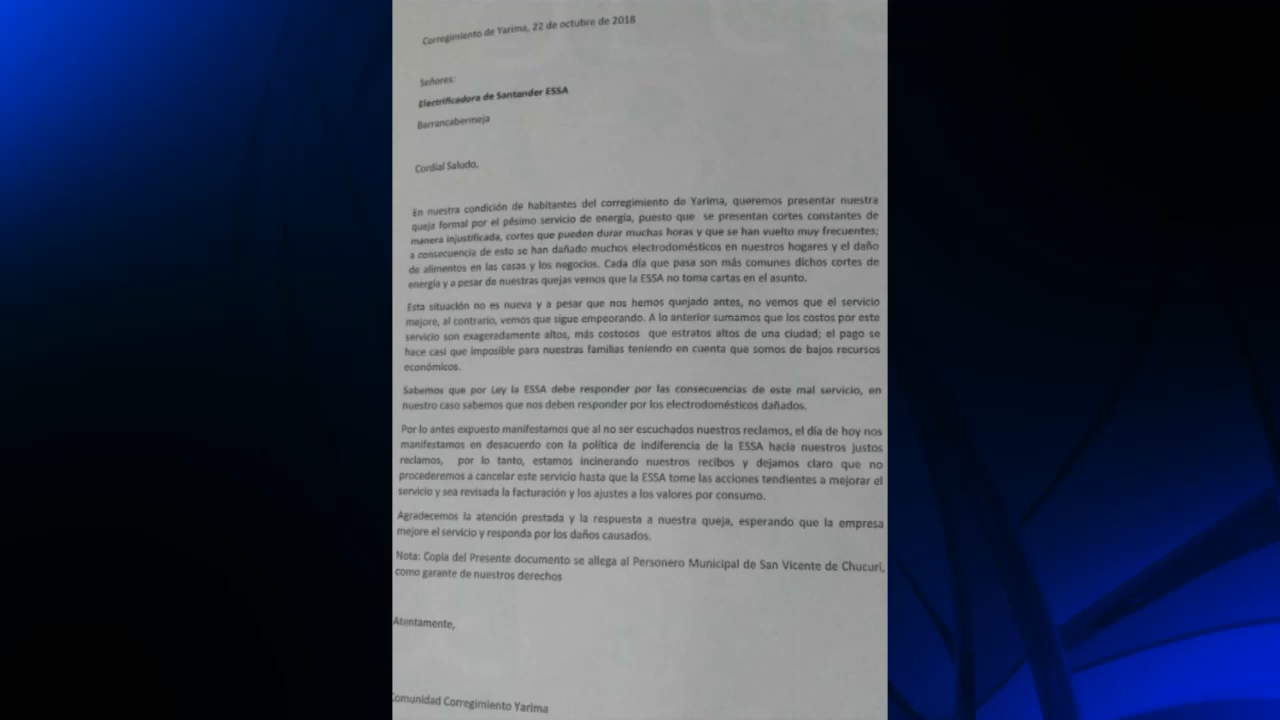 Corregimiento de Yarima, 22 de octubre de 2018
Señores:
Electrificadora de Santander ESSA
Barrancabermeja
Cordial Saludo,
En nuestra condición de habitantes del corregimiento de Yarima, queremos presentar nuestra
queja formal por el pésimo servicio de energía, puesto que se presentan cortes constantes de
manera injustificada, cortes que pueden durar muchas horas y que se han vuelto muy frecuentes;
a consecuencia de esto se han dañado muchos electrodomésticos en nuestros hogares y el daño
de alimentos en las casas y los negocios. Cada día que pasa son más comunes dichos cortes de
energía y a pesar de nuestras quejas vemos que la ESSA no toma cartas en el asunto.
Esta situación no es nueva y a pesar que nos hemos quejado antes, no vemos que el servicio
mejore, al contrario, vemos que sigue empeorando. A lo anterior sumamos que los costos por este
servicio son exageradamente altos, más costosos que estratos altos de una ciudad; el pago se
hace casi que imposible para nuestras familias teniendo en cuenta que somos de bajos recursos
económicos.
Sabemos que por Ley la ESSA debe responder por las consecuencias de este mal servicio, en
nuestro caso sabemos que nos deben responder por los electrodomésticos dañados.
Por lo antes expuesto manifestamos que al no ser escuchados nuestros reclamos, el día de hoy nos
manifestamos en desacuerdo con la política de indiferencia de la ESSA hacia nuestros justos
reclamos, por lo tanto, estamos incinerando nuestros recibos y dejamos claro que no
procederemos a cancelar este servicio hasta que la ESSA tome las acciones tendientes a mejorar el
servicio y sea revisada la facturación y los ajustes a los valores por consumo.
Agradecemos la atención prestada y la respuesta a nuestra queja, esperando que la empresa
mejore el servicio y responda por los daños causados.
Nota: Copia del Presente documento se allega al Personero Municipal de San Vicente de Chucurí,
como garante de nuestros derechos
Atentamente,
Comunidad Corregimiento Yarima